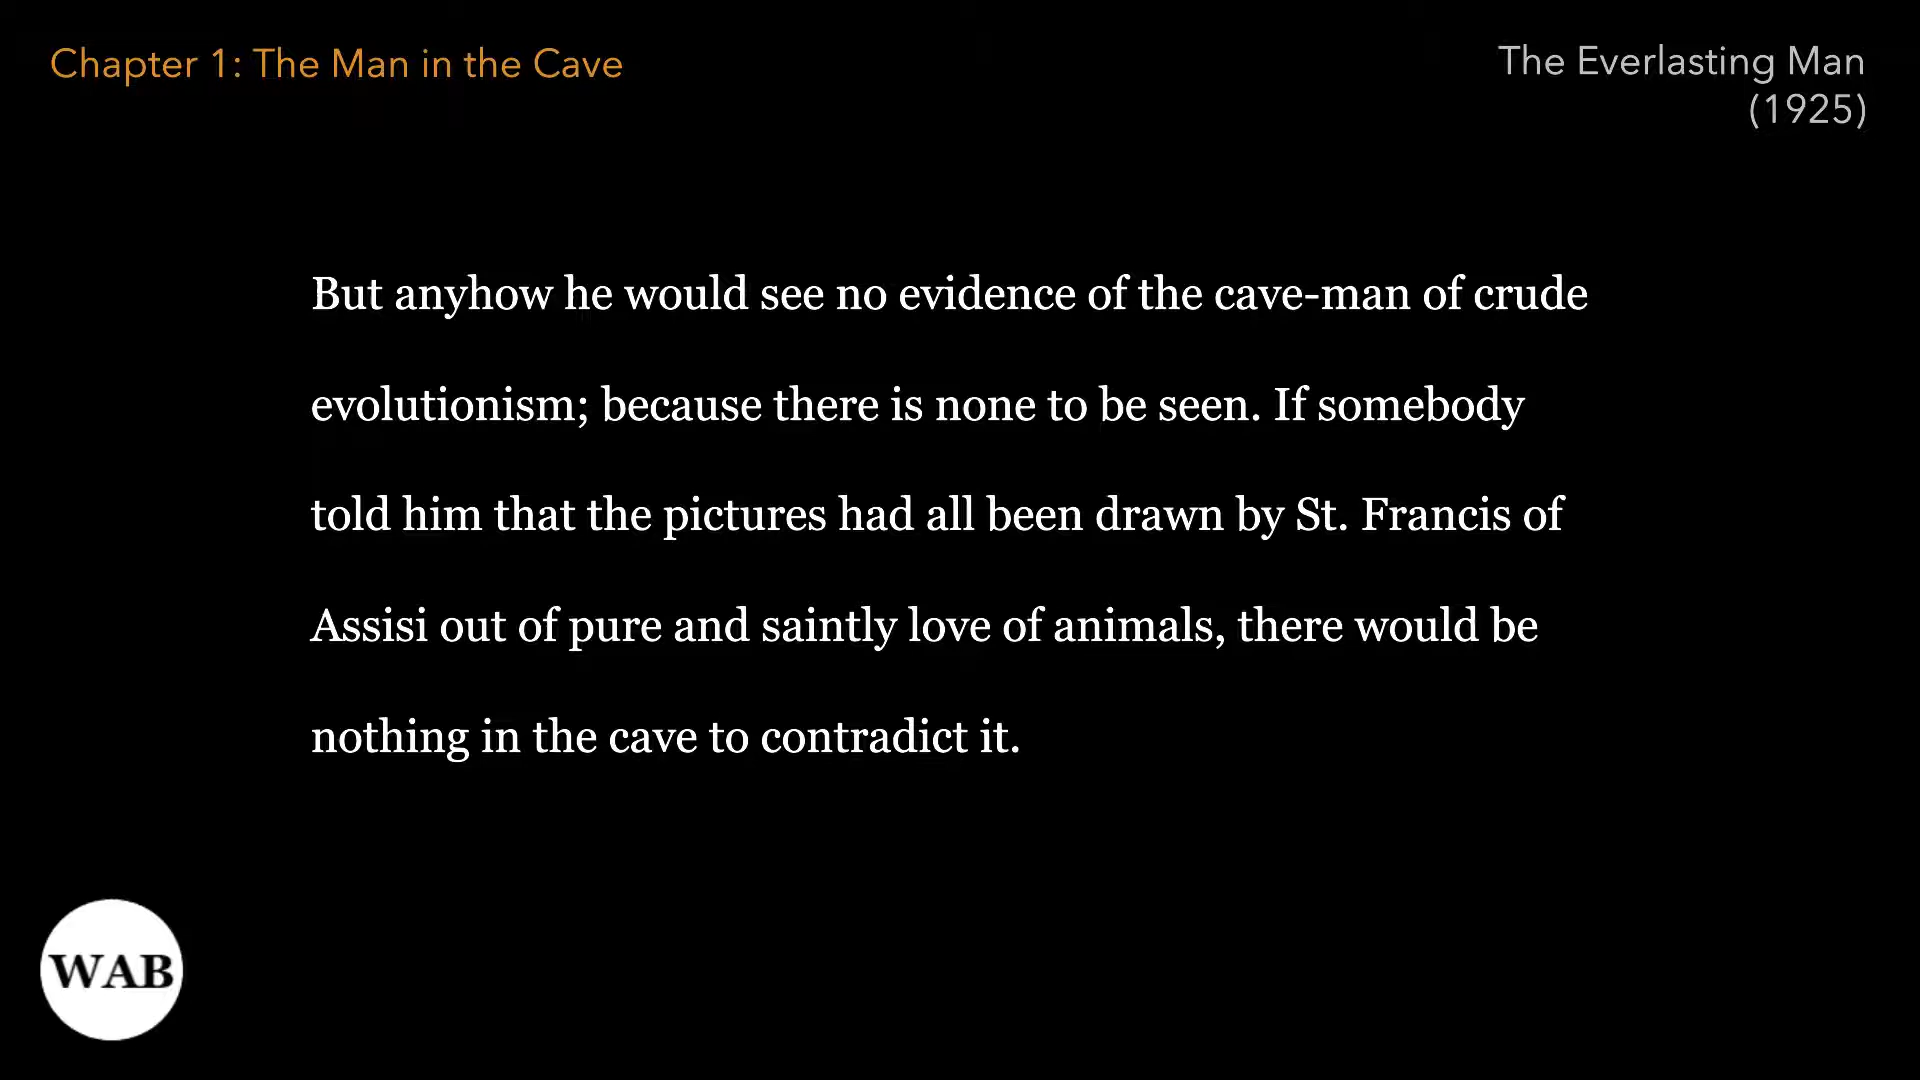 Chapter 1: The Man in the Cave
The Everlasting Man
(1925)
But anyhow he would see no evidence of the cave-man of crude
evolutionism; because there is none to be seen. If somebody
told him that the pictures had all been drawn by St. Francis of
Assisi out of pure and saintly love of animals, there would be
nothing in the cave to contradict it.
WAB